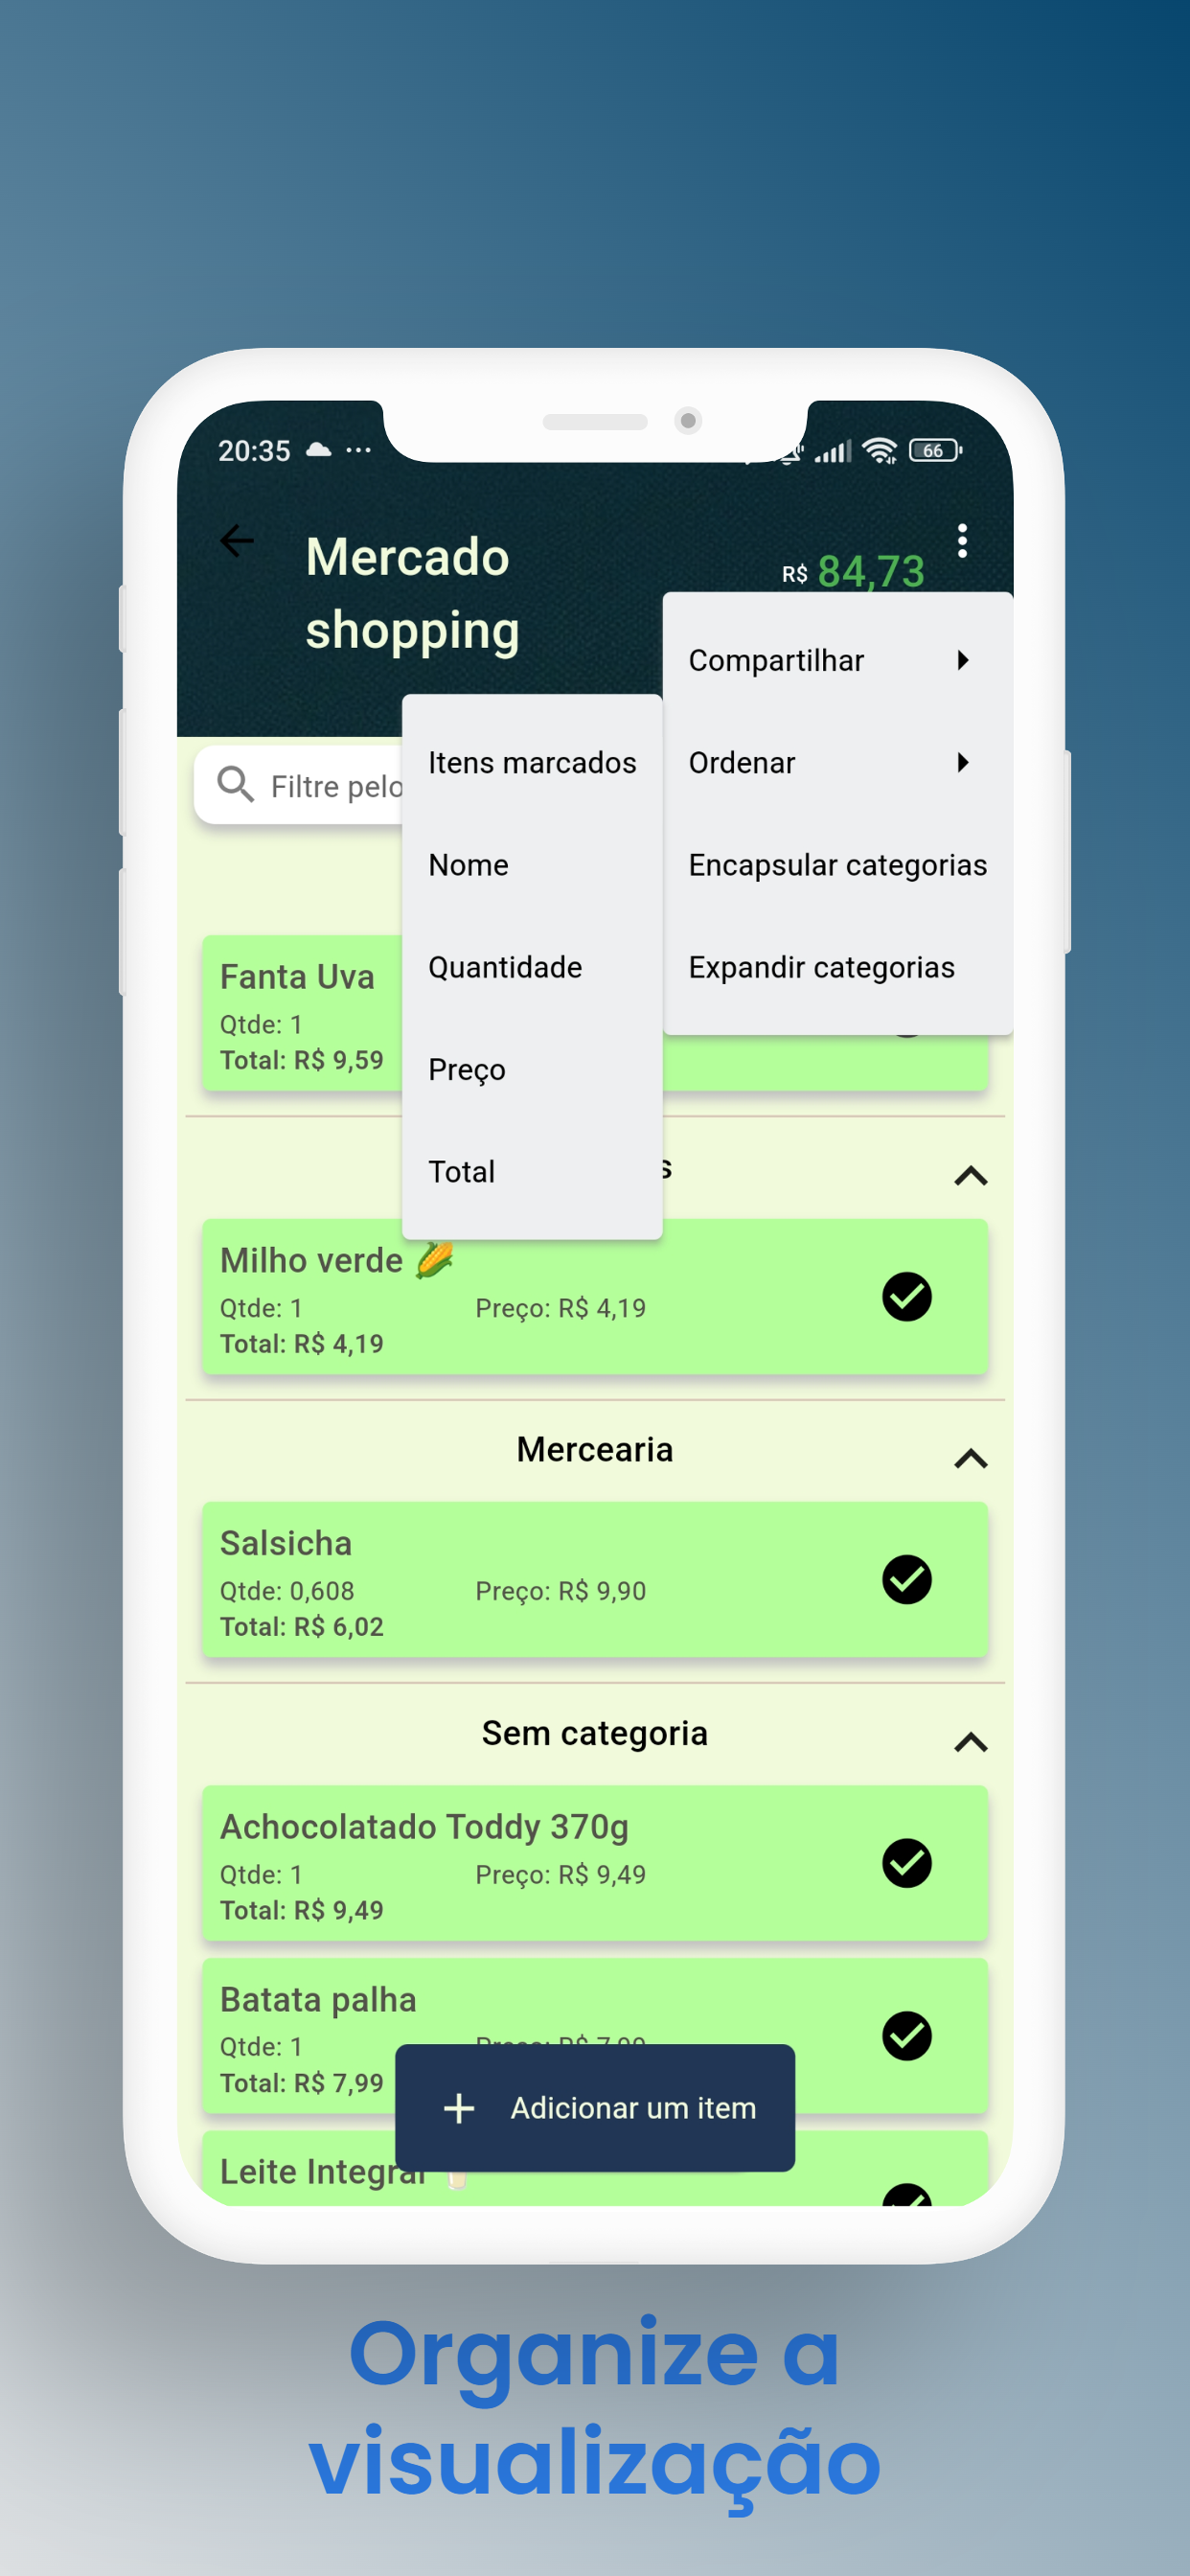 20:35
66
Mercado
shopping
R$ 84,73
Compartilhar
Ordenar
Encapsular categorias
Expandir categorias
Itens marcados
Nome
Quantidade
Preço
Total
Filtre pelo
Fanta Uva
Qtde: 1
Total: R$ 9,59
s
Milho verde 🌽
Qtde: 1 Preço: R$ 4,19
Total: R$ 4,19
Mercearia
Salsicha
Qtde: 0,608 Preço: R$ 9,90
Total: R$ 6,02
Sem categoria
Achocolatado Toddy 370g
Qtde: 1 Preço: R$ 9,49
Total: R$ 9,49
Batata palha
Qtde: 1 Preço: R$ 7,99
Total: R$ 7,99
Adicionar um item
Leite Integral
Organize a
visualização